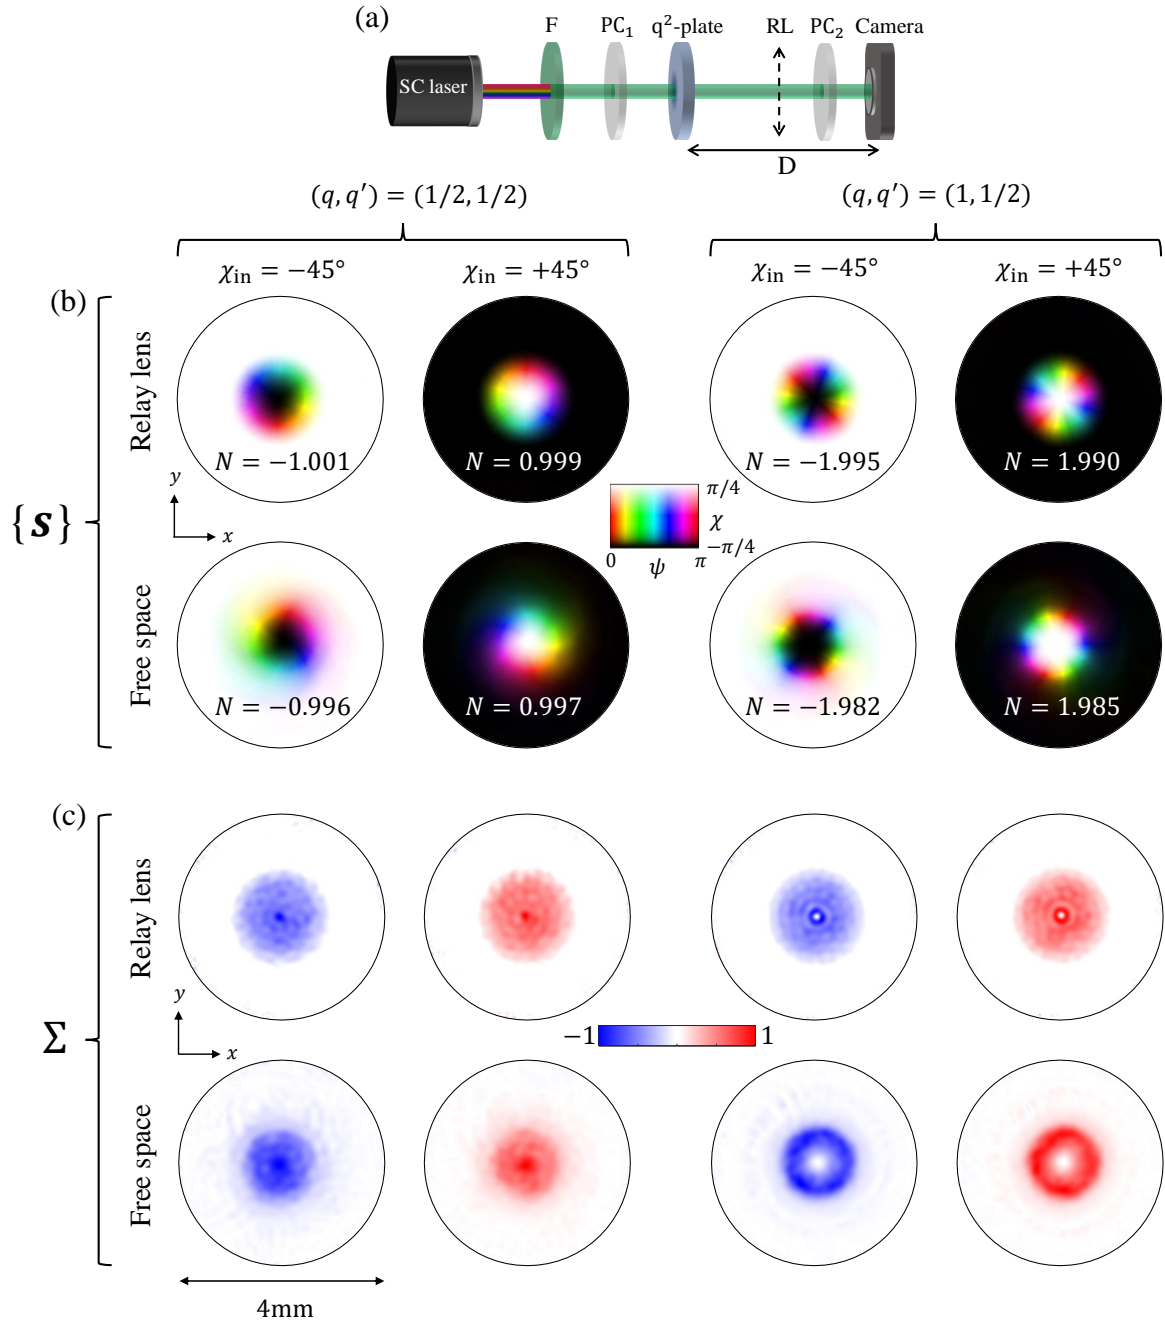 (a)
F PC₁ q²-plate RL PC₂ Camera
SC laser
D
(q, q′) = (1/2, 1/2) (q, q′) = (1, 1/2)
χin = −45° χin = +45° χin = −45° χin = +45°
(b)
{s}
Relay lens
N = −1.001 N = 0.999 N = −1.995 N = 1.990
y
x
π/4
χ
−π/4
0 ψ π
Free space
N = −0.996 N = 0.997 N = −1.982 N = 1.985
(c)
Σ
Relay lens
y
x
−1 1
Free space
4mm